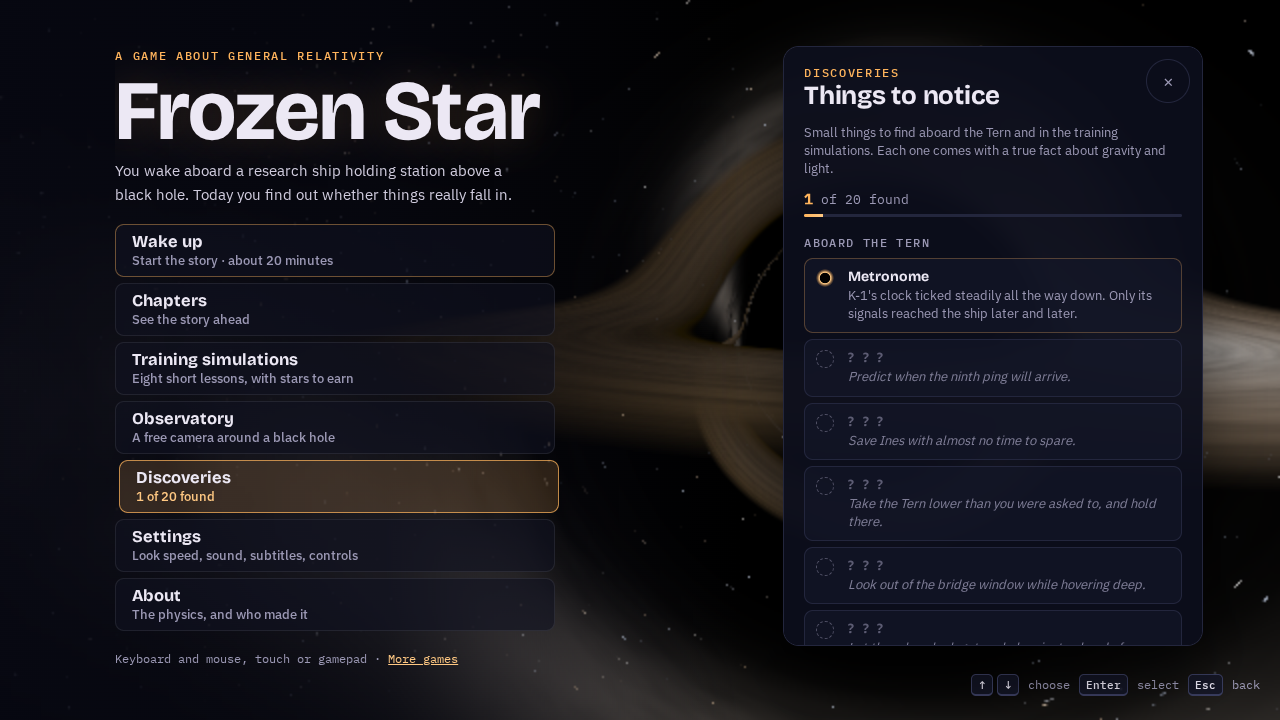 A GAME ABOUT GENERAL RELATIVITY
Frozen Star
You wake aboard a research ship holding station above a
black hole. Today you find out whether things really fall in.
Wake up
Start the story · about 20 minutes
Chapters
See the story ahead
Training simulations
Eight short lessons, with stars to earn
Observatory
A free camera around a black hole
Discoveries
1 of 20 found
Settings
Look speed, sound, subtitles, controls
About
The physics, and who made it
Keyboard and mouse, touch or gamepad · More games
DISCOVERIES
Things to notice
×
Small things to find aboard the Tern and in the training
simulations. Each one comes with a true fact about gravity and
light.
1 of 20 found
ABOARD THE TERN
Metronome
K-1's clock ticked steadily all the way down. Only its
signals reached the ship later and later.
? ? ?
Predict when the ninth ping will arrive.
? ? ?
Save Ines with almost no time to spare.
? ? ?
Take the Tern lower than you were asked to, and hold
there.
? ? ?
Look out of the bridge window while hovering deep.
? ? ?
↑ ↓ choose Enter select Esc back